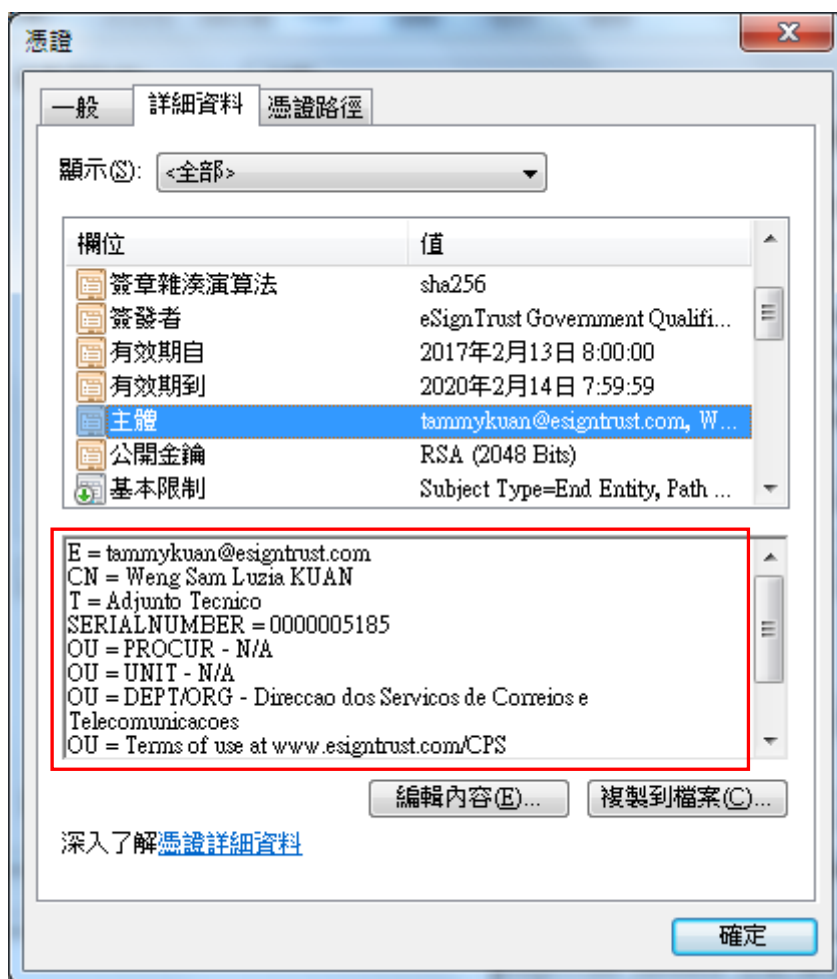 憑證
一般 詳細資料 憑證路徑
顯示(S): <全部>
欄位 值
簽章雜湊演算法 sha256
簽發者 eSignTrust Government Qualifi...
有效期自 2017年2月13日 8:00:00
有效期到 2020年2月14日 7:59:59
主體 tammykuan@esigntrust.com, W...
公開金鑰 RSA (2048 Bits)
基本限制 Subject Type=End Entity, Path ...
E = tammykuan@esigntrust.com
CN = Weng Sam Luzia KUAN
T = Adjunto Tecnico
SERIALNUMBER = 0000005185
OU = PROCUR - N/A
OU = UNIT - N/A
OU = DEPT/ORG - Direccao dos Servicos de Correios e
Telecomunicacoes
OU = Terms of use at www.esigntrust.com/CPS
編輯內容(E)... 複製到檔案(C)...
深入了解憑證詳細資料
確定